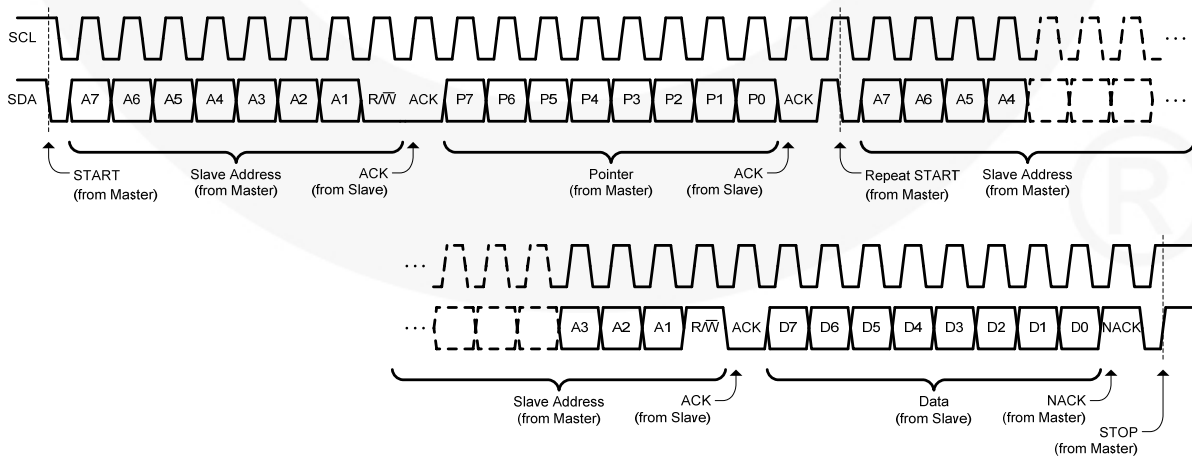 SCL
...
SDA A7 A6 A5 A4 A3 A2 A1 R/W̅ ACK P7 P6 P5 P4 P3 P2 P1 P0 ACK A7 A6 A5 A4 ...
START
(from Master)
Slave Address
(from Master)
ACK
(from Slave)
Pointer
(from Master)
ACK
(from Slave)
Repeat START
(from Master)
Slave Address
(from Master)
®
...
... A3 A2 A1 R/W̅ ACK D7 D6 D5 D4 D3 D2 D1 D0 NACK
Slave Address
(from Master)
ACK
(from Slave)
Data
(from Slave)
NACK
(from Master)
STOP
(from Master)